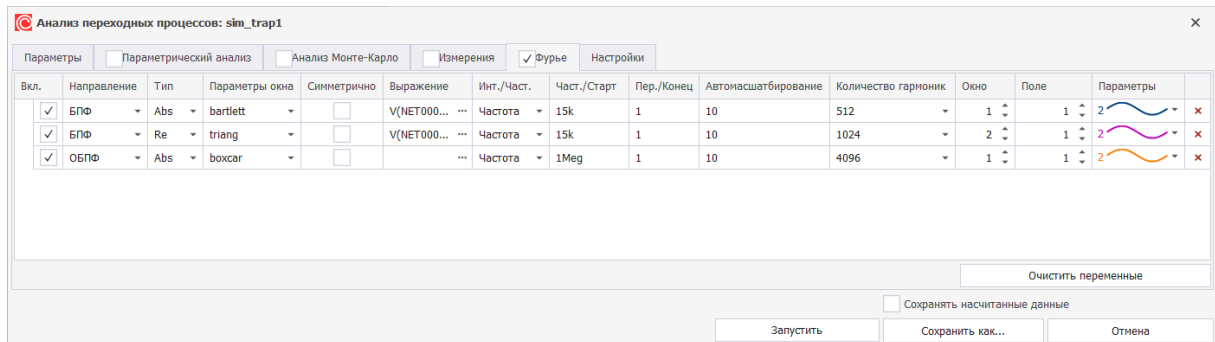 Анализ переходных процессов: sim_trap1
Параметры Параметрический анализ Анализ Монте-Карло Измерения Фурье Настройки
Вкл. Направление Тип Параметры окна Симметрично Выражение Инт./Част. Част./Старт Пер./Конец Автомасшатбирование Количество гармоник Окно Поле Параметры
БПФ Abs bartlett V(NET000... ... Частота 15k 1 10 512 1 1 2
БПФ Re triang V(NET000... ... Частота 15k 1 10 1024 2 1 2
ОБПФ Abs boxcar ... Частота 1Meg 1 10 4096 1 1 2
Очистить переменные
Сохранять насчитанные данные
Запустить Сохранить как... Отмена